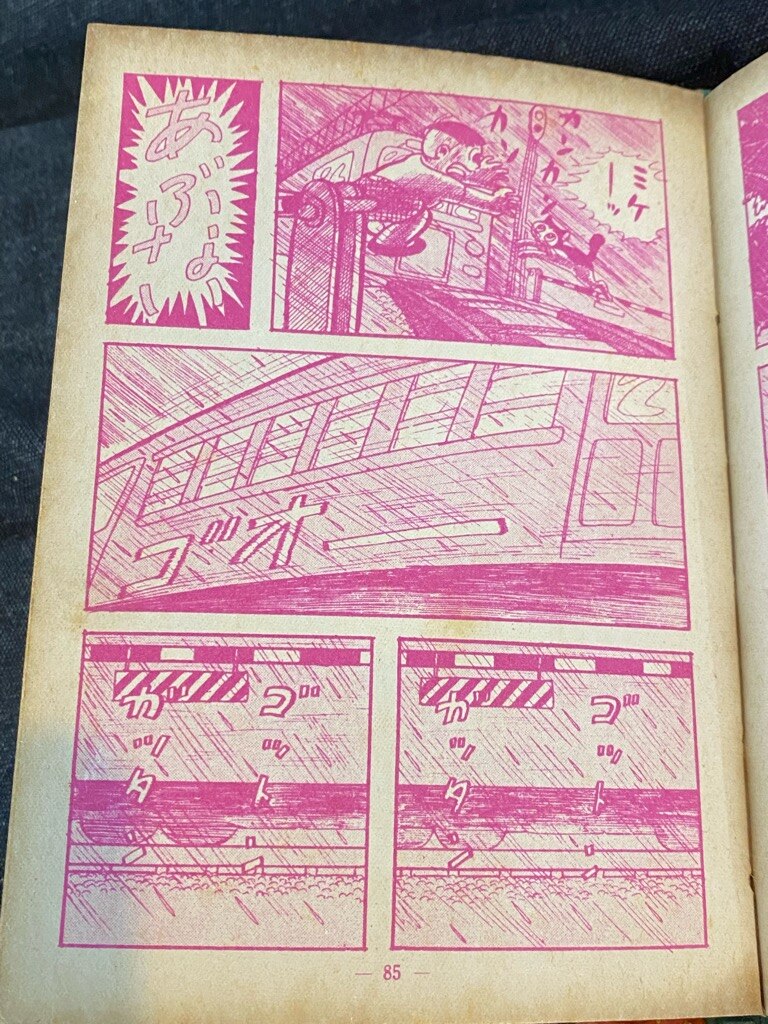 ミケーッ
カンカン
カン
あぶない
ゴオー
ゴットン
ガッタン
ゴットン
ガッタン
85